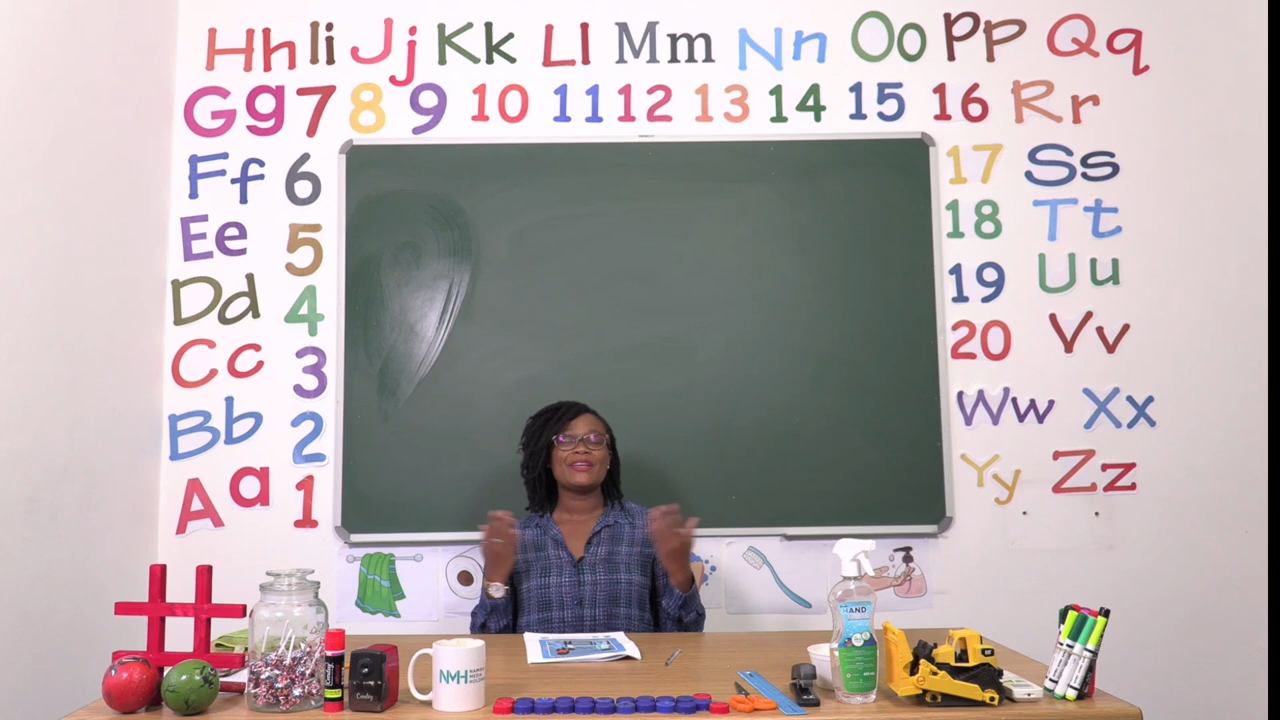 Hh Ii Jj Kk Ll Mm Nn Oo Pp Qq
Gg 7 8 9 10 11 12 13 14 15 16 Rr
Ff 6 17 Ss
Ee 5 18 Tt
Dd 4 19 Uu
Cc 3 20 Vv
Bb 2 Ww Xx
Aa 1 Yy Zz
HAND
NMH